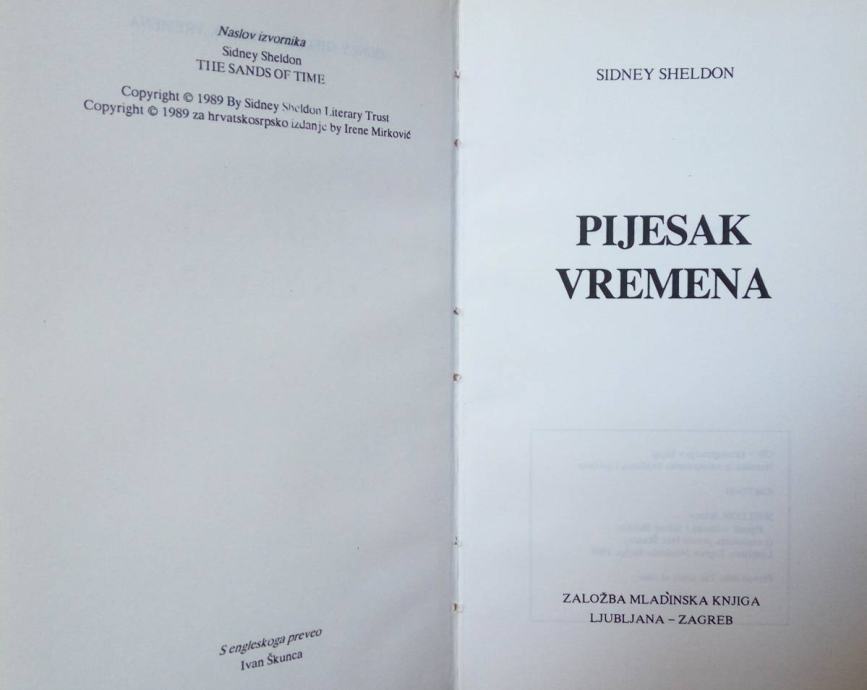 Naslov izvornika
Sidney Sheldon
THE SANDS OF TIME
Copyright © 1989 By Sidney Sheldon Literary Trust
Copyright © 1989 za hrvatskosrpsko izdanje by Irene Mirković
S engleskoga preveo
Ivan Škunca
SIDNEY SHELDON
PIJESAK
VREMENA
ZALOŽBA MLADINSKA KNJIGA
LJUBLJANA – ZAGREB